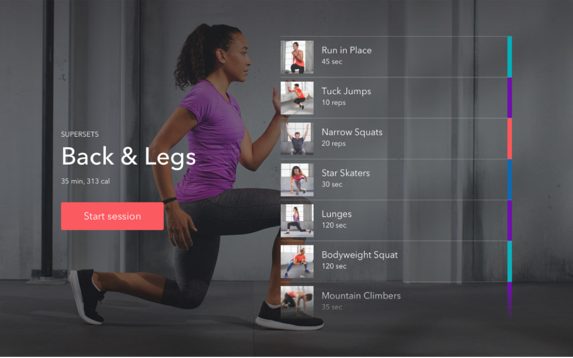 SUPERSETS
Back & Legs
35 min, 313 cal
Start session
Run in Place
45 sec
Tuck Jumps
10 reps
Narrow Squats
20 reps
Star Skaters
30 sec
Lunges
120 sec
Bodyweight Squat
120 sec
Mountain Climbers
35 sec